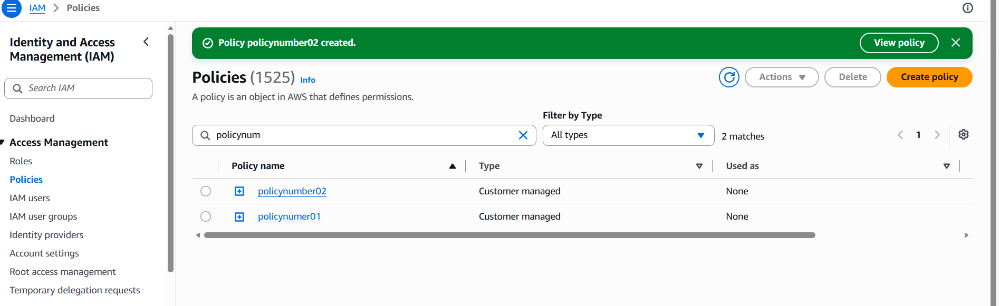 IAM > Policies
Identity and Access
Management (IAM)
Search IAM
Dashboard
Access Management
Roles
Policies
IAM users
IAM user groups
Identity providers
Account settings
Root access management
Temporary delegation requests
Policy policynumber02 created.
View policy
Policies (1525) Info
Actions
Delete
Create policy
A policy is an object in AWS that defines permissions.
Filter by Type
policynum
All types
2 matches
1
Policy name Type Used as
policynumber02 Customer managed None
policynumer01 Customer managed None